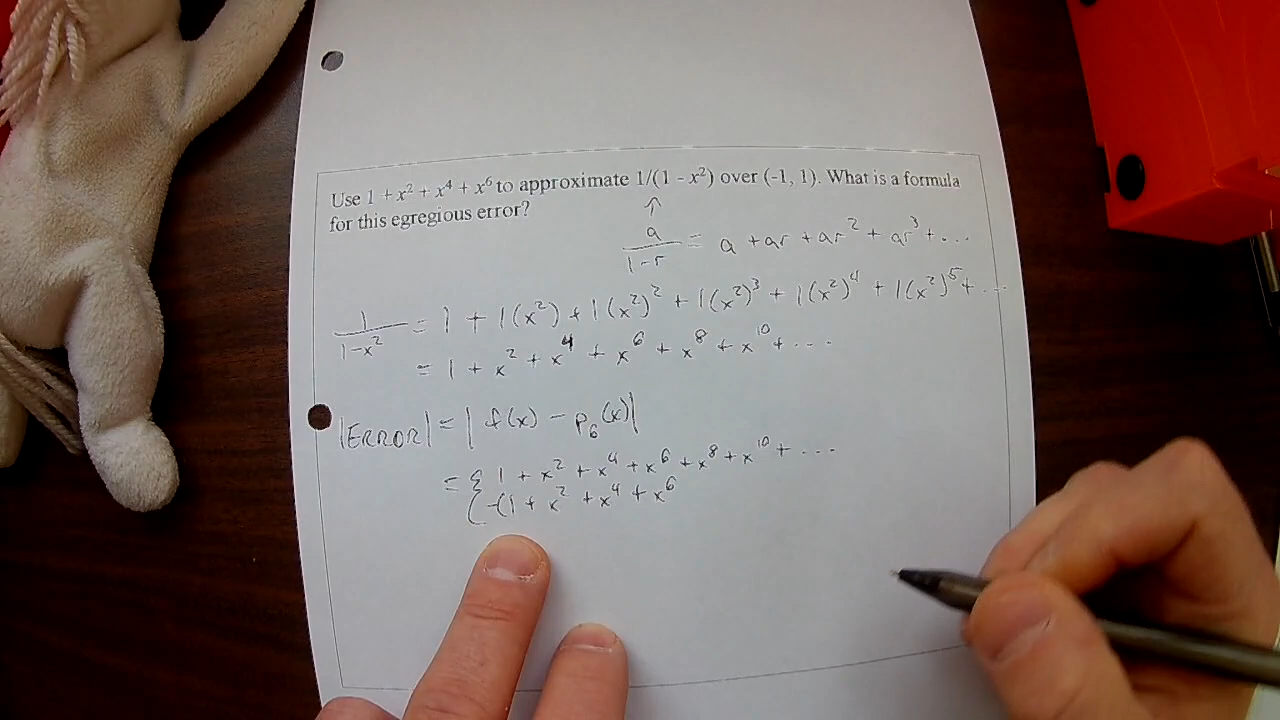 Use 1 + x² + x⁴ + x⁶ to approximate 1/(1 - x²) over (-1, 1). What is a formula
for this egregious error?
↑
a/(1-r) = a + ar + ar² + ar³ + ...
1/(1-x²) = 1 + 1(x²) + 1(x²)² + 1(x²)³ + 1(x²)⁴ + 1(x²)⁵ + ...
= 1 + x² + x⁴ + x⁶ + x⁸ + x¹⁰ + ...
|ERROR| = | f(x) - p₆(x)|
= { 1 + x² + x⁴ + x⁶ + x⁸ + x¹⁰ + ...
-(1 + x² + x⁴ + x⁶